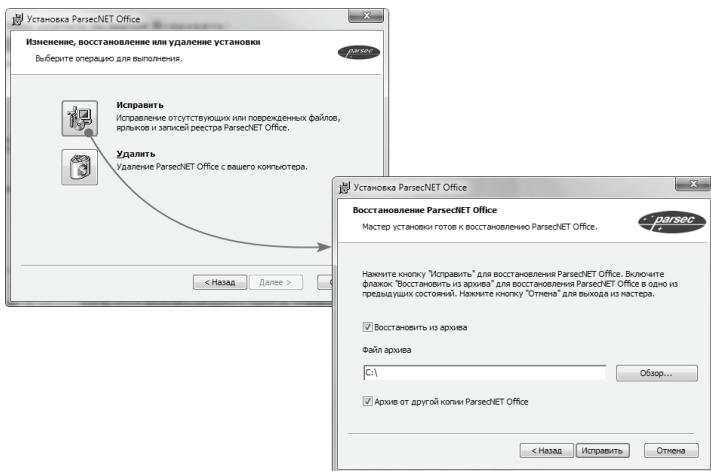 Установка ParsecNET Office
Изменение, восстановление или удаление установки
Выберите операцию для выполнения.
parsec
Исправить
Исправление отсутствующих или поврежденных файлов,
ярлыков и записей реестра ParsecNET Office.
Удалить
Удаление ParsecNET Office с вашего компьютера.
< Назад
Далее >
Установка ParsecNET Office
Восстановление ParsecNET Office
Мастер установки готов к восстановлению ParsecNET Office.
parsec
Нажмите кнопку "Исправить" для восстановления ParsecNET Office. Включите
флажок "Восстановить из архива" для восстановления ParsecNET Office в одно из
предыдущих состояний. Нажмите кнопку "Отмена" для выхода из мастера.
Восстановить из архива
Файл архива
C:\
Обзор...
Архив от другой копии ParsecNET Office
< Назад
Исправить
Отмена